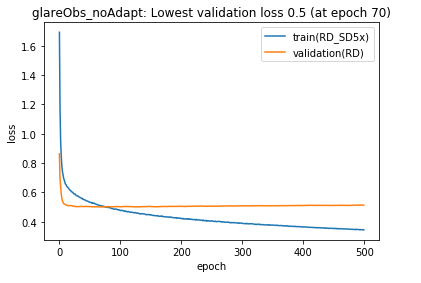 glareObs_noAdapt: Lowest validation loss 0.5 (at epoch 70)
train(RD_SD5x)
validation(RD)
1.6
1.4
1.2
1.0
0.8
0.6
0.4
loss
0 100 200 300 400 500
epoch